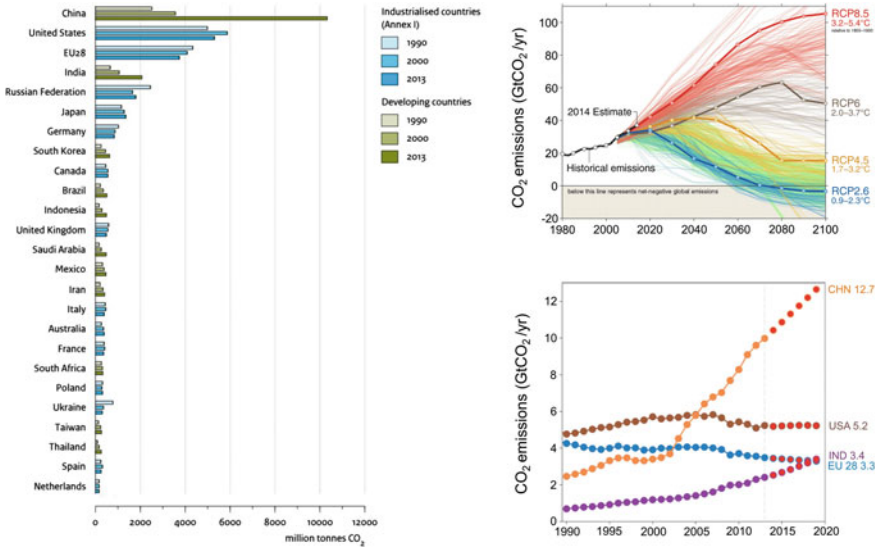 China
United States
EU28
India
Russian Federation
Japan
Germany
South Korea
Canada
Brazil
Indonesia
United Kingdom
Saudi Arabia
Mexico
Iran
Italy
Australia
France
South Africa
Poland
Ukraine
Taiwan
Thailand
Spain
Netherlands
0 2000 4000 6000 8000 10000 12000
million tonnes CO2
Industrialised countries
(Annex I)
1990
2000
2013
Developing countries
1990
2000
2013
CO2 emissions (GtCO2/yr)
100
80
60
40
20
0
-20
1980 2000 2020 2040 2060 2080 2100
2014 Estimate
Historical emissions
below this line represents net-negative global emissions
RCP8.5
3.2–5.4°C
RCP6
2.0–3.7°C
RCP4.5
1.7–3.2°C
RCP2.6
0.9–2.3°C
CO2 emissions (GtCO2/yr)
12
10
8
6
4
2
0
1990 1995 2000 2005 2010 2015 2020
CHN 12.7
USA 5.2
IND 3.4
EU 28 3.3